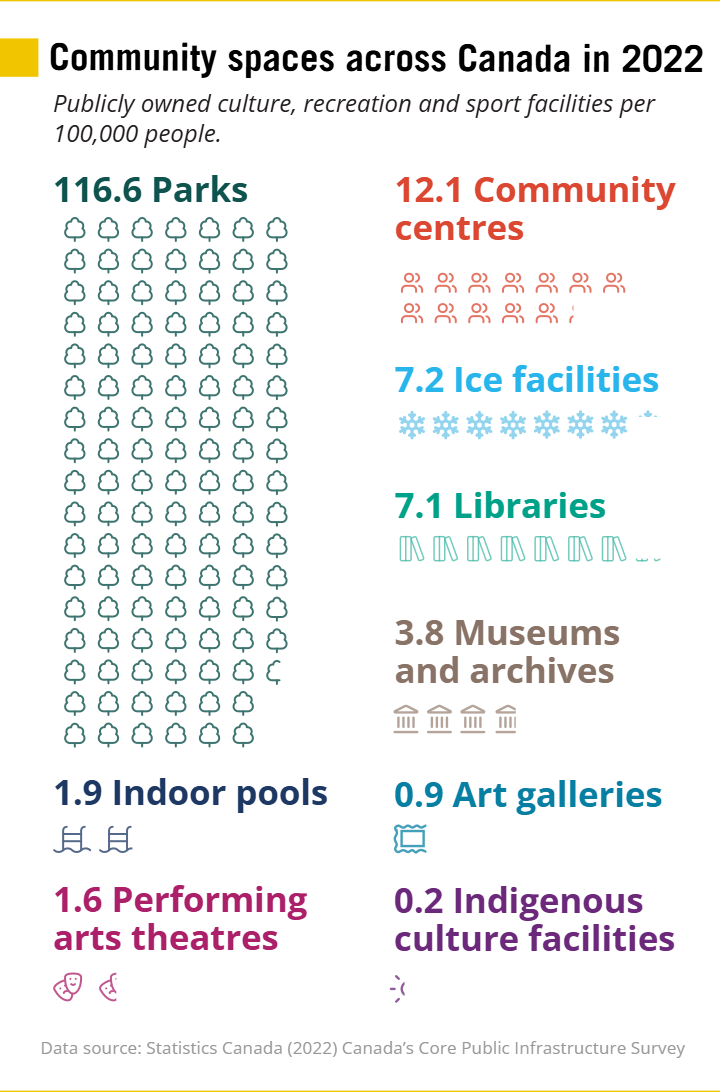 Community spaces across Canada in 2022
Publicly owned culture, recreation and sport facilities per
100,000 people.
116.6 Parks
12.1 Community
centres
7.2 Ice facilities
7.1 Libraries
3.8 Museums
and archives
1.9 Indoor pools
0.9 Art galleries
1.6 Performing
arts theatres
0.2 Indigenous
culture facilities
Data source: Statistics Canada (2022) Canada's Core Public Infrastructure Survey